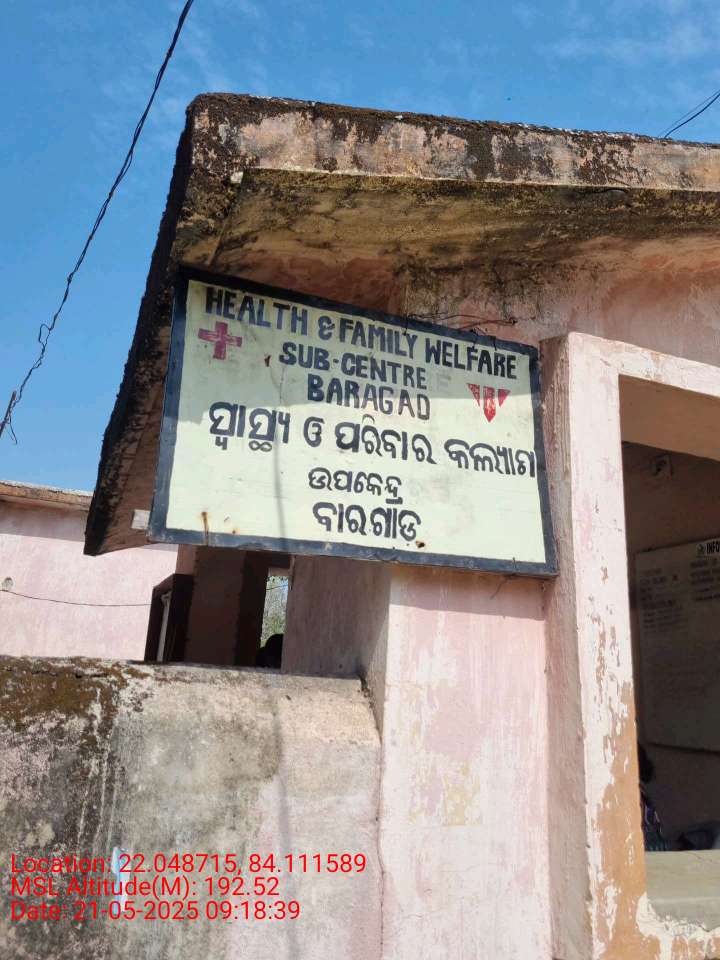 HEALTH & FAMILY WELFARE
SUB-CENTRE
BARAGAD
ସ୍ୱାସ୍ଥ୍ୟ ଓ ପରିବାର କଲ୍ୟାଣ
ଉପକେନ୍ଦ୍ର
ବାରଗାଡ଼
INFO
Location: 22.048715, 84.111589
MSL Altitude(M): 192.52
Date: 21-05-2025 09:18:39